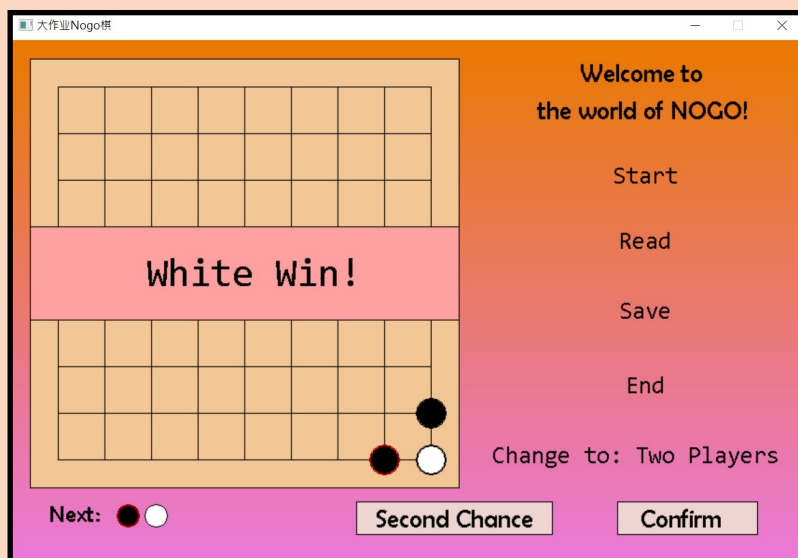 大作业Nogo棋
Welcome to
the world of NOGO!
Start
Read
White Win!
Save
End
Change to: Two Players
Next:
Second Chance
Confirm